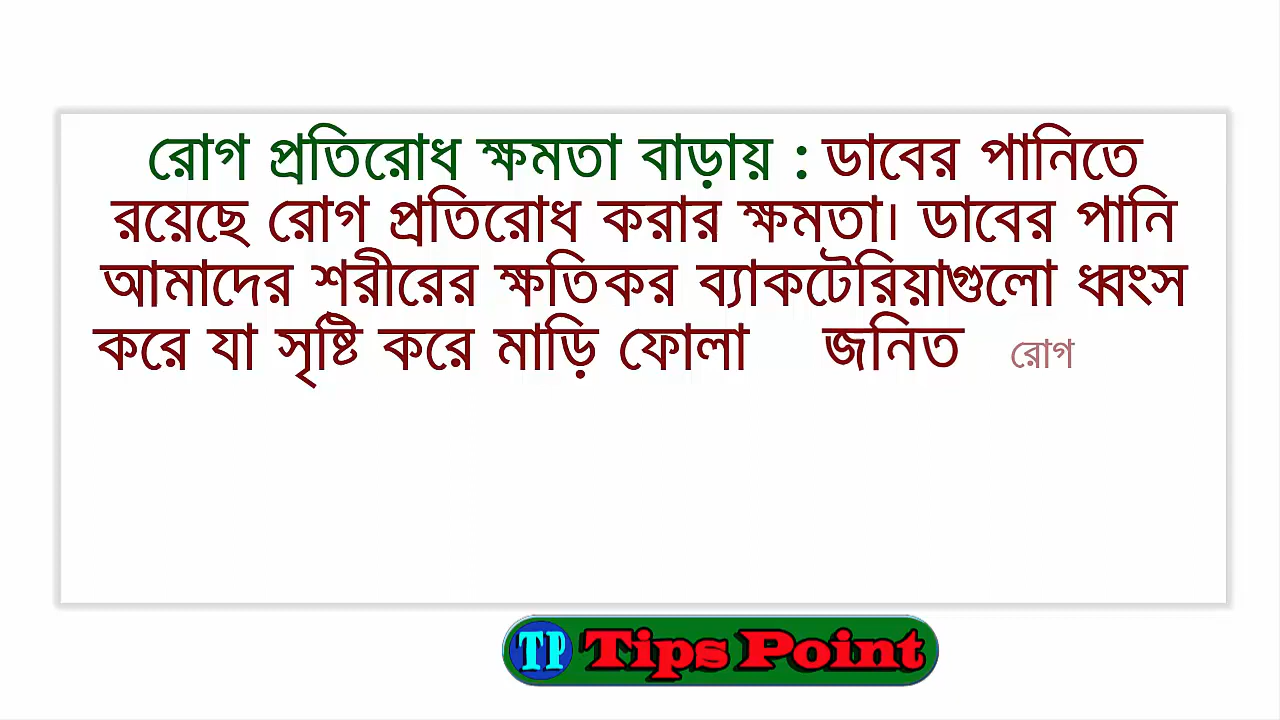 রোগ প্রতিরোধ ক্ষমতা বাড়ায় : ডাবের পানিতে
রয়েছে রোগ প্রতিরোধ করার ক্ষমতা। ডাবের পানি
আমাদের শরীরের ক্ষতিকর ব্যাকটেরিয়াগুলো ধ্বংস
করে যা সৃষ্টি করে মাড়ি ফোলা জনিত রোগ
TP Tips Point